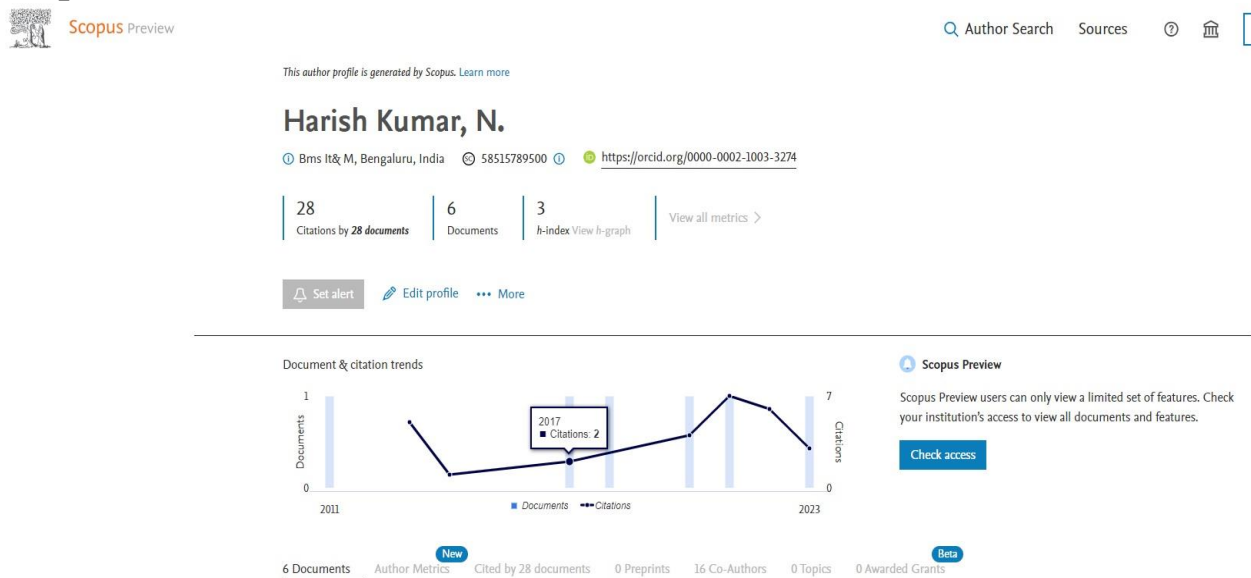 Scopus Preview
Author Search Sources
This author profile is generated by Scopus. Learn more
Harish Kumar, N.
Bms It& M, Bengaluru, India SC 58515789500 iD https://orcid.org/0000-0002-1003-3274
28 6 3
Citations by 28 documents Documents h-index View h-graph View all metrics >
Set alert Edit profile ••• More
Document & citation trends
1 7
Documents
2017
Citations: 2
Citations
0 0
2011 2023
Documents Citations
Scopus Preview
Scopus Preview users can only view a limited set of features. Check
your institution's access to view all documents and features.
Check access
New Beta
6 Documents Author Metrics Cited by 28 documents 0 Preprints 16 Co-Authors 0 Topics 0 Awarded Grants